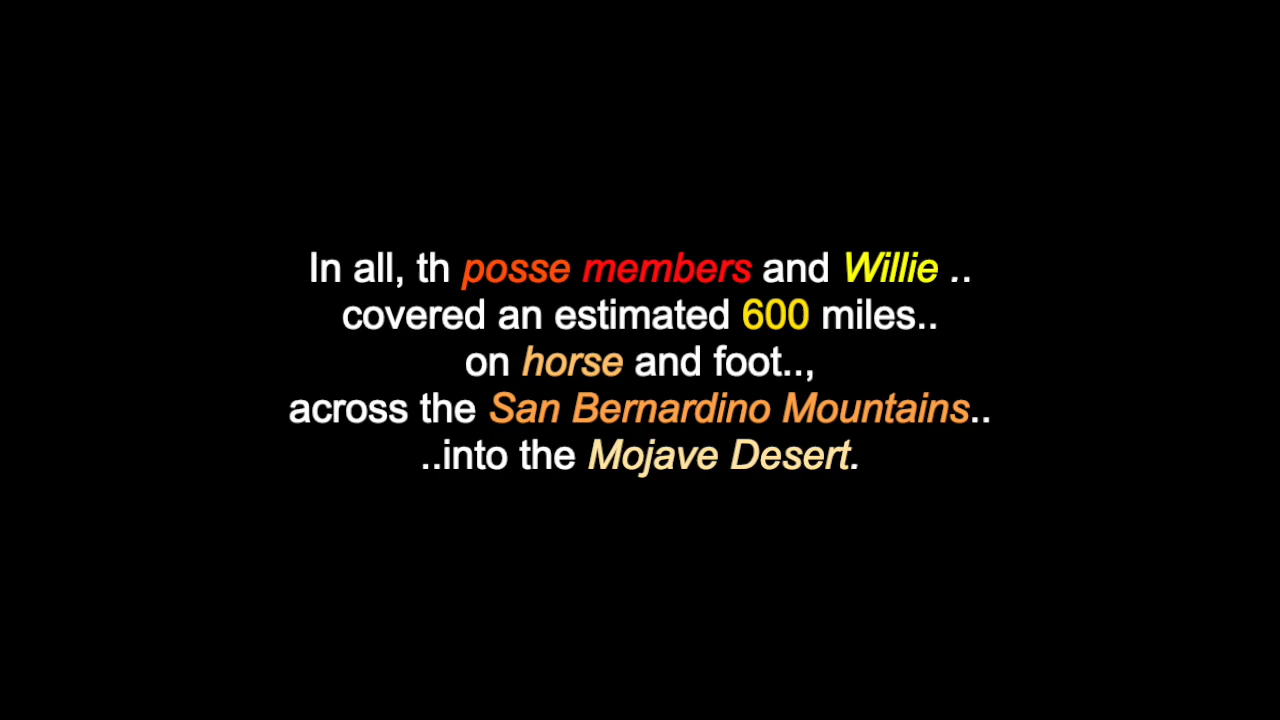 In all, th posse members and Willie ..
covered an estimated 600 miles..
on horse and foot..,
across the San Bernardino Mountains..
..into the Mojave Desert.